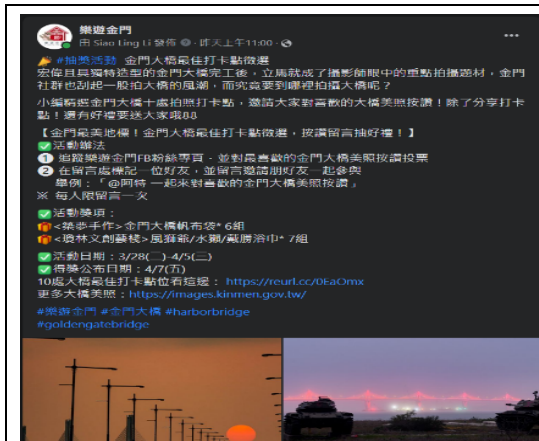 樂遊金門
由 Siao Ling Li 發佈 · 昨天上午11:00 ·
#抽獎活動 金門大橋最佳打卡點徵選
宏偉且具獨特造型的金門大橋完工後，立馬就成了攝影師眼中的重點拍攝題材，金門
社群也刮起一般拍大橋的風潮，而究竟要到哪裡拍攝大橋呢？
小編精選金門大橋十處拍照打卡點，邀請大家對喜歡的大橋美照按讚！除了分享打卡
點！還有好禮要送大家哦88
【金門最美地標！金門大橋最佳打卡點徵選，按讚留言抽好禮！】
✅活動辦法
① 追蹤樂遊金門FB粉絲專頁，並對最喜歡的金門大橋美照按讚投票
② 在留言處標記一位好友，並留言邀請朋好友一起參與
舉例：「@阿特 一起來對喜歡的金門大橋美照按讚」
※ 每人限留言一次
✅活動獎項：
<築夢手作>金門大橋帆布袋* 6組
<瓊林文創藝棧>風獅爺/水獺/戴勝浴巾* 7組
✅活動日期：3/28(二)-4/5(三)
✅得獎公布日期：4/7(五)
10處大橋最佳打卡點位看這邊： https://reurl.cc/0EaOmx
更多大橋美照：https://images.kinmen.gov.tw/
#樂遊金門 #金門大橋 #harborbridge
#goldengatebridge